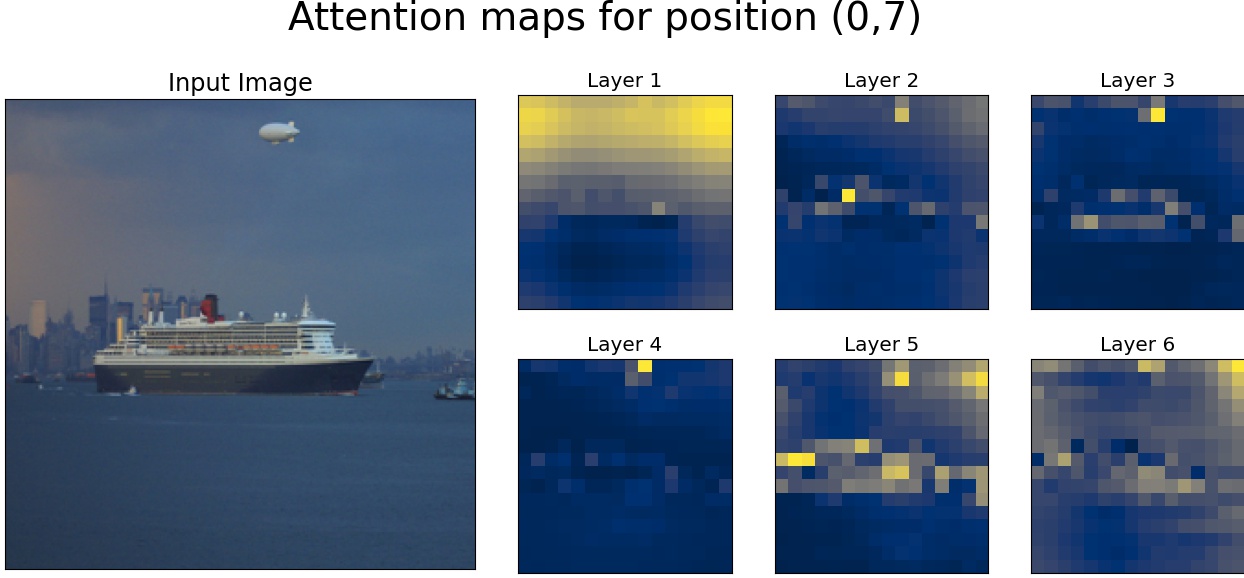 Attention maps for position (0,7)
Input Image
Layer 1
Layer 2
Layer 3
Layer 4
Layer 5
Layer 6